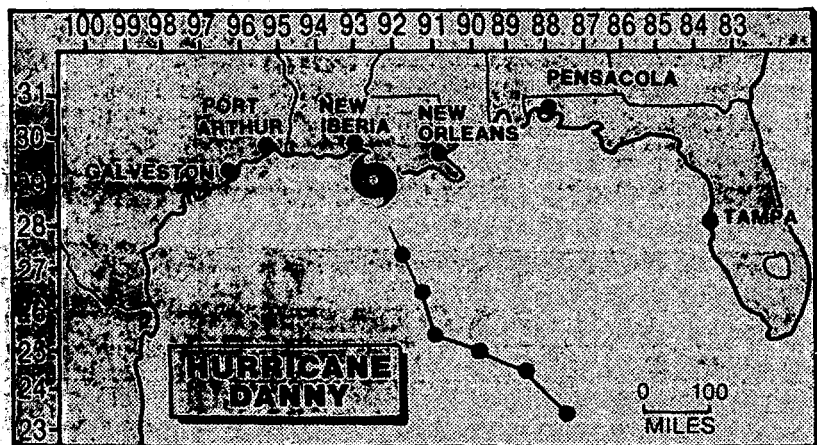 100 99 98 97 96 95 94 93 92 91 90 89 88 87 86 85 84 83
31
30
29
28
27
26
25
24
23
PORT
ARTHUR
NEW
IBERIA
NEW
ORLEANS
PENSACOLA
GALVESTON
TAMPA
HURRICANE
DANNY
0 100
MILES